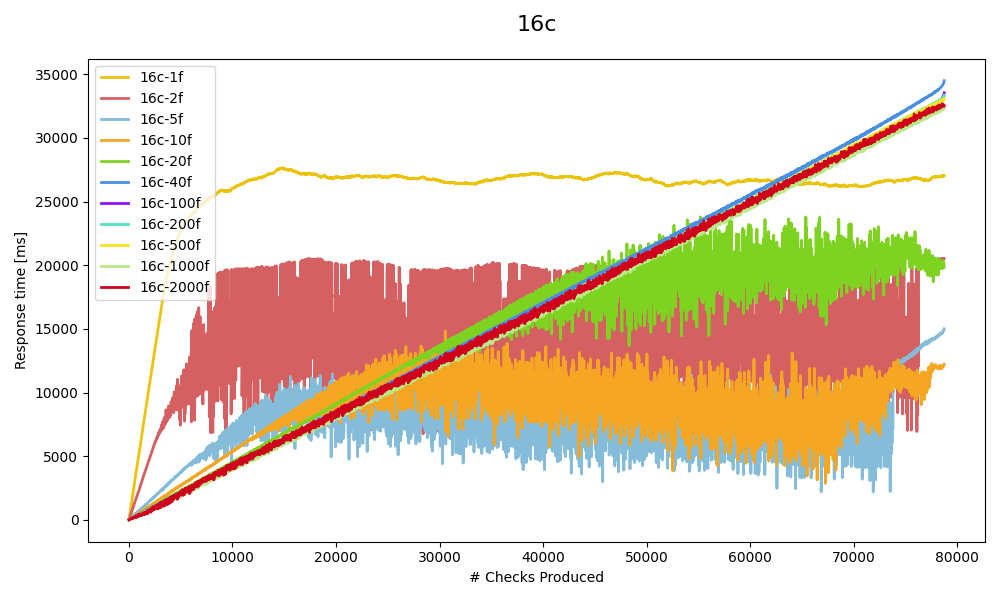 16c
35000
30000
25000
20000
15000
10000
5000
0
Response time [ms]
16c-1f
16c-2f
16c-5f
16c-10f
16c-20f
16c-40f
16c-100f
16c-200f
16c-500f
16c-1000f
16c-2000f
0 10000 20000 30000 40000 50000 60000 70000 80000
# Checks Produced